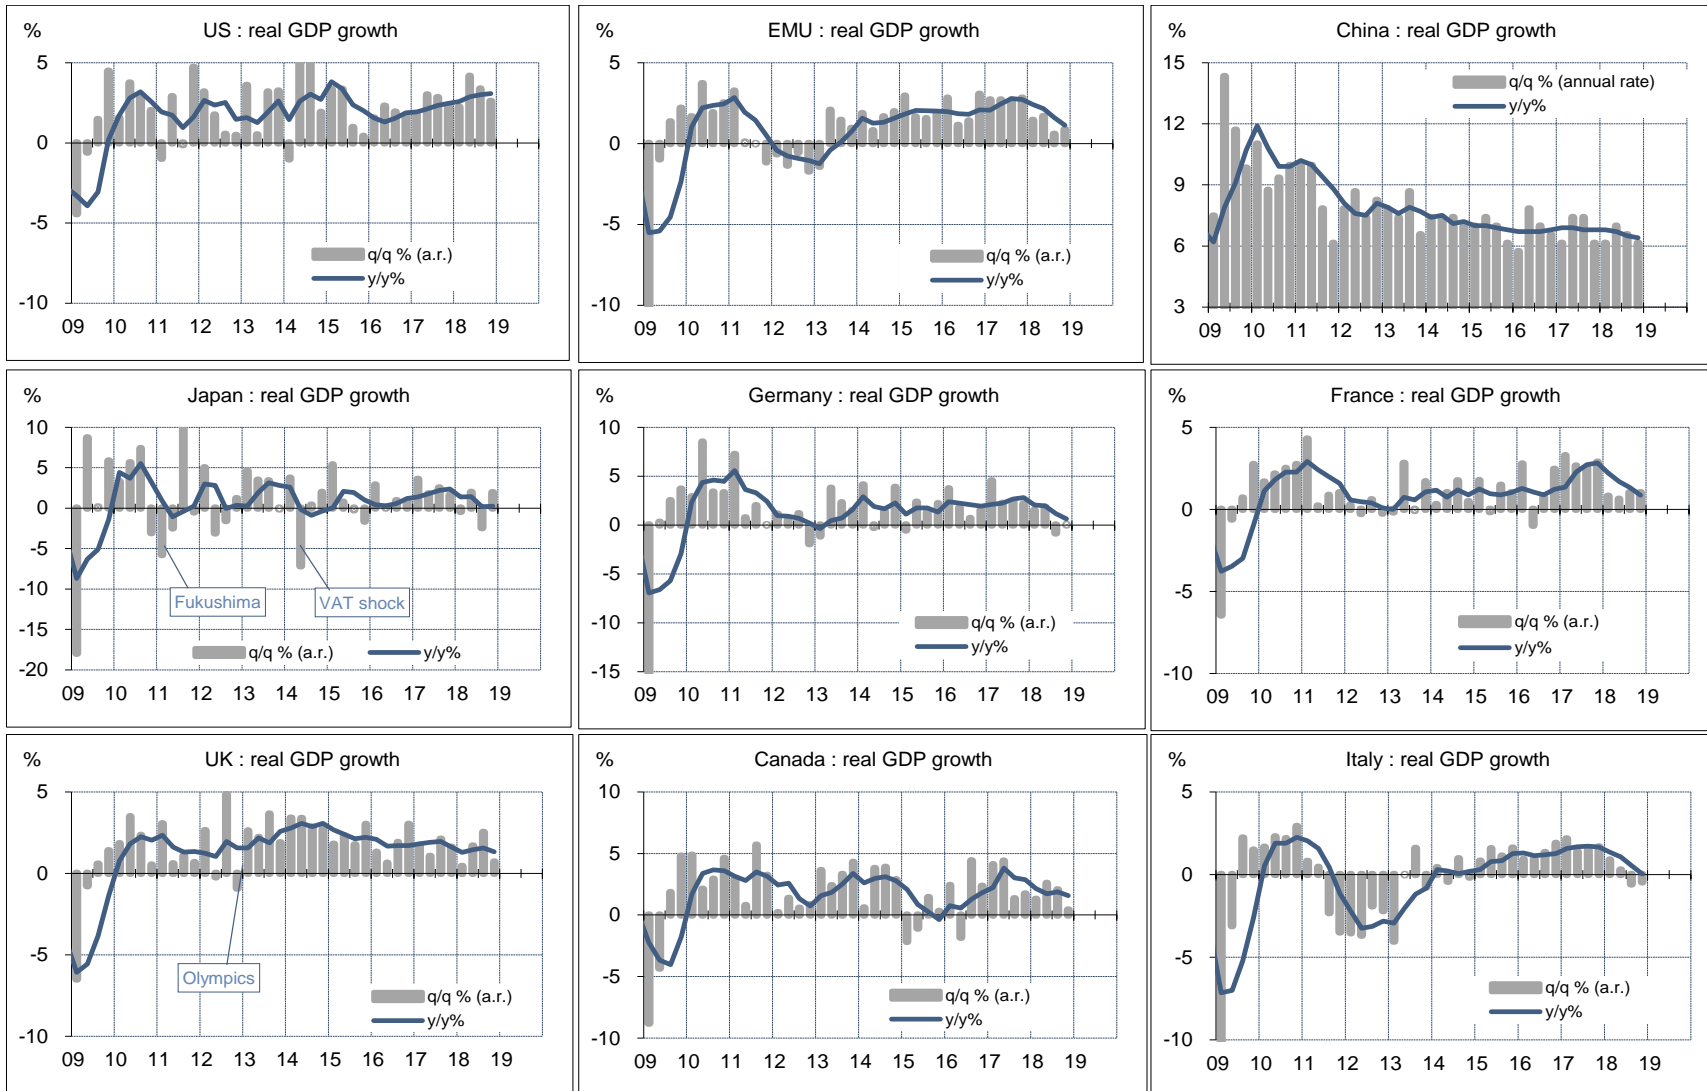 %
US : real GDP growth
5
0
-5
-10
q/q % (a.r.)
y/y%
09 10 11 12 13 14 15 16 17 18 19
%
EMU : real GDP growth
5
0
-5
-10
q/q % (a.r.)
y/y%
09 10 11 12 13 14 15 16 17 18 19
%
China : real GDP growth
15
12
9
6
3
q/q % (annual rate)
y/y%
09 10 11 12 13 14 15 16 17 18 19
%
Japan : real GDP growth
10
5
0
-5
-10
-15
-20
Fukushima
VAT shock
q/q % (a.r.) y/y%
09 10 11 12 13 14 15 16 17 18 19
%
Germany : real GDP growth
10
5
0
-5
-10
-15
q/q % (a.r.)
y/y%
09 10 11 12 13 14 15 16 17 18 19
%
France : real GDP growth
5
0
-5
-10
q/q % (a.r.)
y/y%
09 10 11 12 13 14 15 16 17 18 19
%
UK : real GDP growth
5
0
-5
-10
Olympics
q/q % (a.r.)
y/y%
09 10 11 12 13 14 15 16 17 18 19
%
Canada : real GDP growth
10
5
0
-5
-10
q/q % (a.r.)
y/y%
09 10 11 12 13 14 15 16 17 18 19
%
Italy : real GDP growth
5
0
-5
-10
q/q % (a.r.)
y/y%
09 10 11 12 13 14 15 16 17 18 19